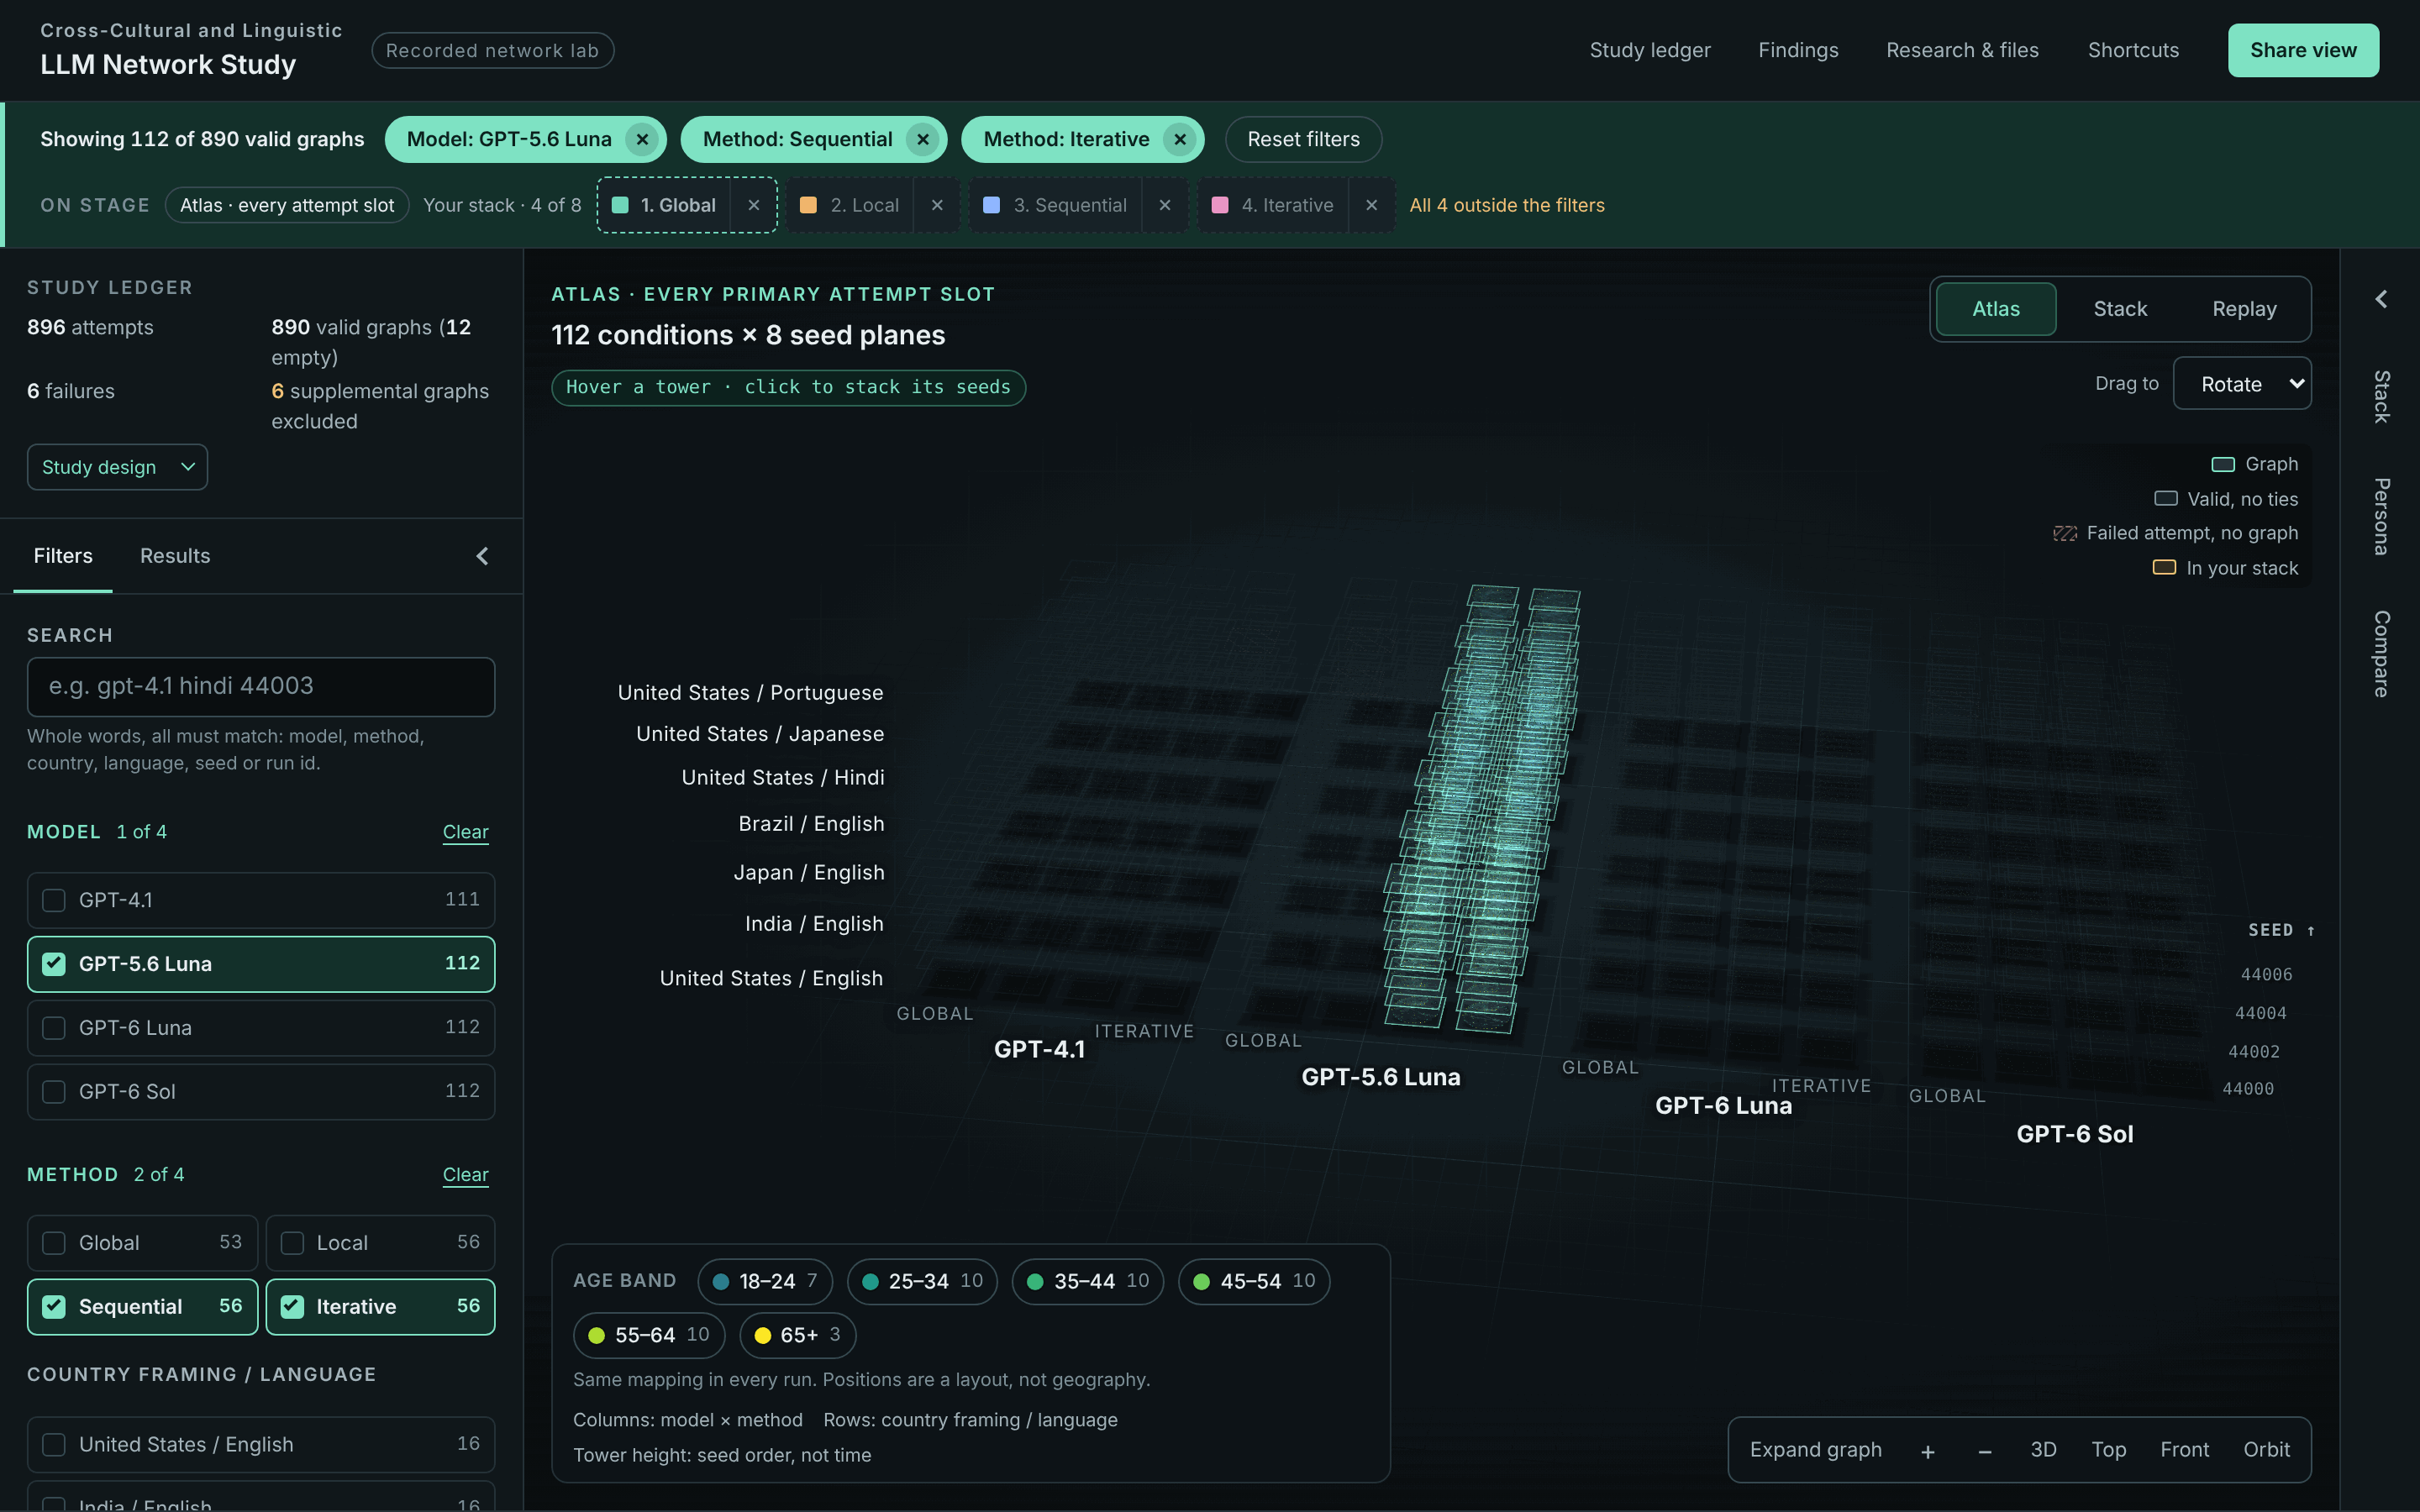 Cross-Cultural and Linguistic
LLM Network Study
Recorded network lab
Study ledger
Findings
Research & files
Shortcuts
Share view
Showing 112 of 890 valid graphs
Model: GPT-5.6 Luna ×
Method: Sequential ×
Method: Iterative ×
Reset filters
ON STAGE
Atlas · every attempt slot
Your stack · 4 of 8
1. Global ×
2. Local ×
3. Sequential ×
4. Iterative ×
All 4 outside the filters
STUDY LEDGER
896 attempts
890 valid graphs (12
empty)
6 failures
6 supplemental graphs
excluded
Study design
Filters
Results
SEARCH
e.g. gpt-4.1 hindi 44003
Whole words, all must match: model, method,
country, language, seed or run id.
MODEL 1 of 4
Clear
GPT-4.1 111
GPT-5.6 Luna 112
GPT-6 Luna 112
GPT-6 Sol 112
METHOD 2 of 4
Clear
Global 53
Local 56
Sequential 56
Iterative 56
COUNTRY FRAMING / LANGUAGE
United States / English 16
India / English 16
ATLAS · EVERY PRIMARY ATTEMPT SLOT
112 conditions × 8 seed planes
Hover a tower · click to stack its seeds
Atlas
Stack
Replay
Drag to
Rotate
Graph
Valid, no ties
Failed attempt, no graph
In your stack
United States / Portuguese
United States / Japanese
United States / Hindi
Brazil / English
Japan / English
India / English
United States / English
GLOBAL
ITERATIVE
GPT-4.1
GLOBAL
GPT-5.6 Luna
GLOBAL
ITERATIVE
GPT-6 Luna
GLOBAL
GPT-6 Sol
SEED ↑
44006
44004
44002
44000
AGE BAND
18–24 7
25–34 10
35–44 10
45–54 10
55–64 10
65+ 3
Same mapping in every run. Positions are a layout, not geography.
Columns: model × method
Rows: country framing / language
Tower height: seed order, not time
Expand graph
+
−
3D
Top
Front
Orbit
Stack
Persona
Compare